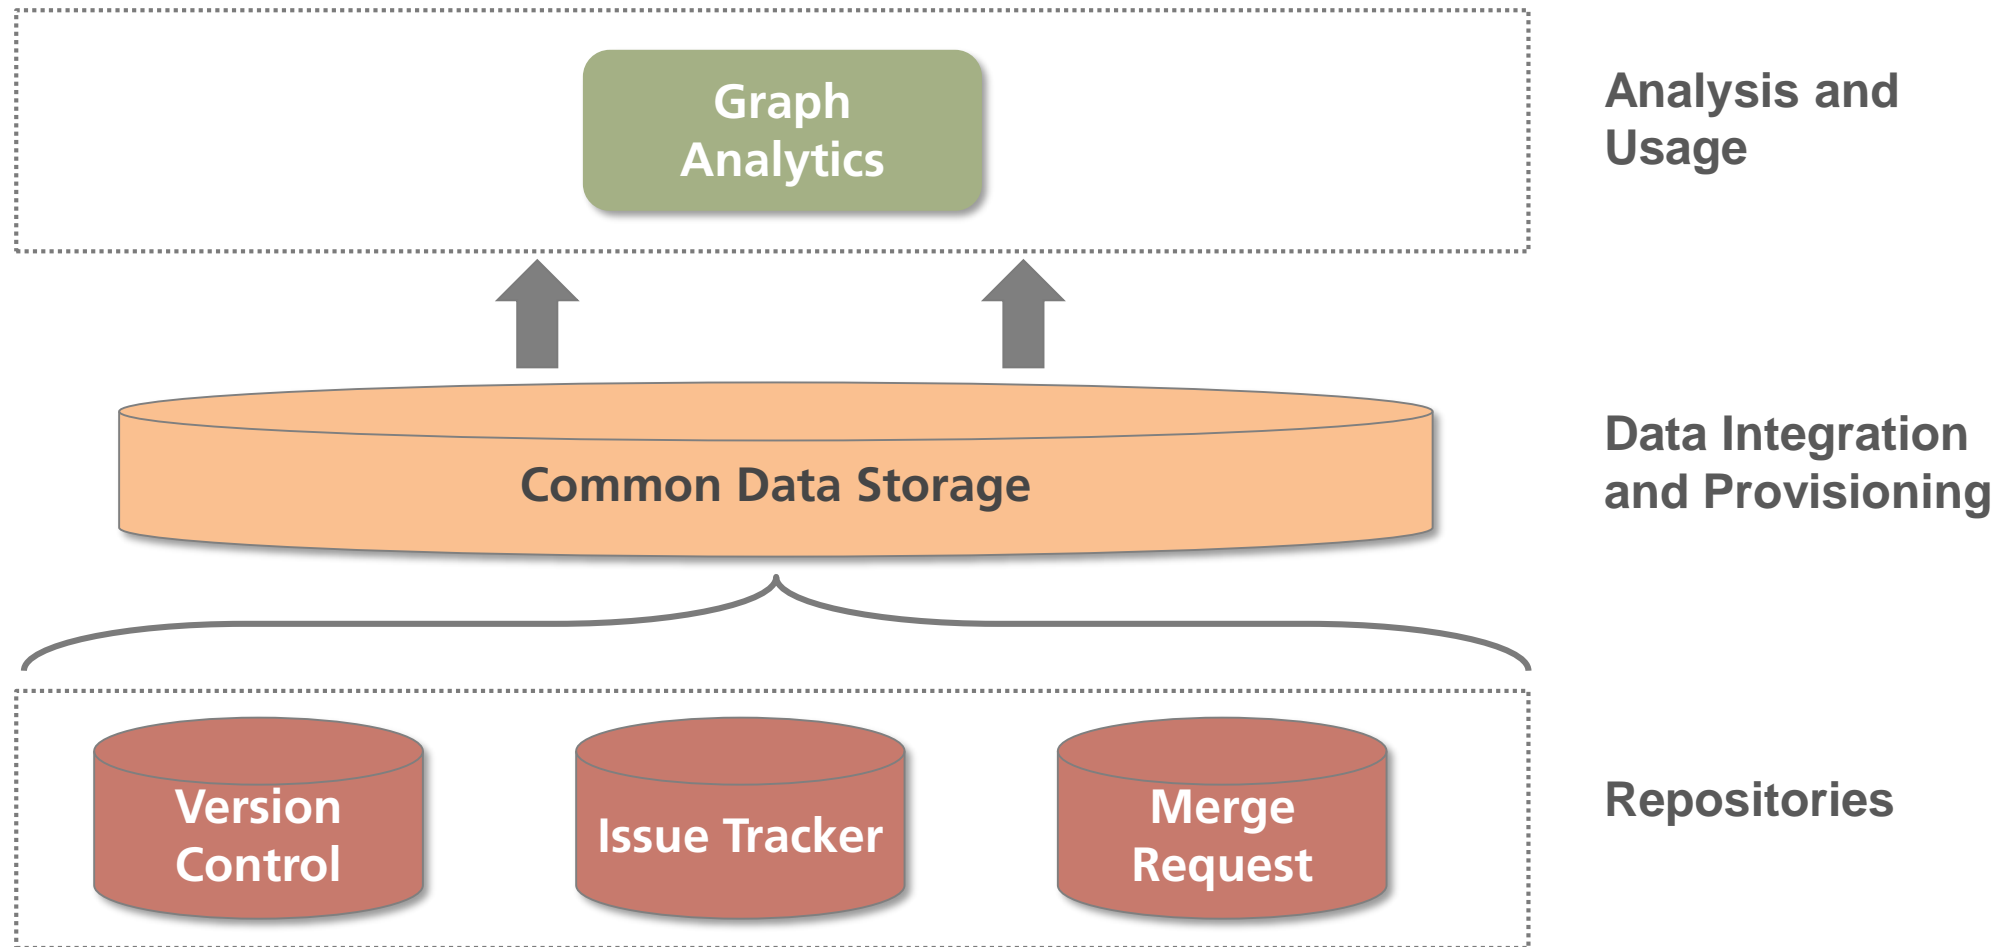 Graph
Analytics
Analysis and
Usage
Common Data Storage
Data Integration
and Provisioning
Version
Control
Issue Tracker
Merge
Request
Repositories